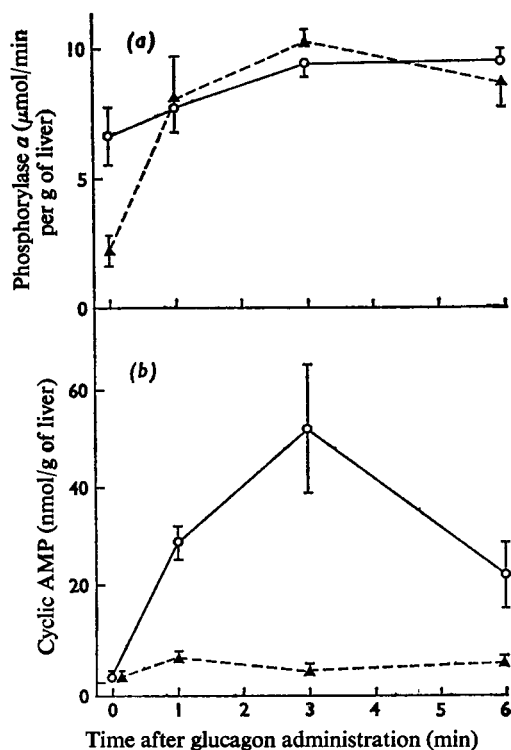 (a)
10
5
0
Phosphorylase a (μmol/min
per g of liver)
(b)
60
40
20
0
Cyclic AMP (nmol/g of liver)
0 1 2 3 4 5 6
Time after glucagon administration (min)